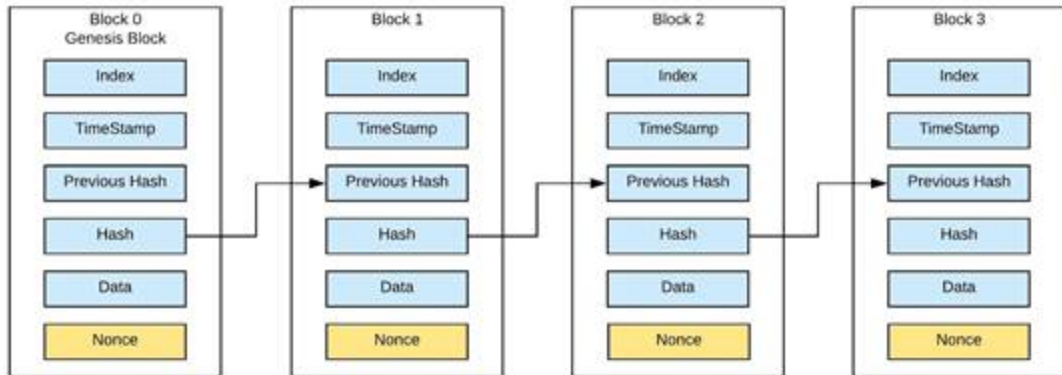 Block 0
Genesis Block
Index
TimeStamp
Previous Hash
Hash
Data
Nonce
Block 1
Index
TimeStamp
Previous Hash
Hash
Data
Nonce
Block 2
Index
TimeStamp
Previous Hash
Hash
Data
Nonce
Block 3
Index
TimeStamp
Previous Hash
Hash
Data
Nonce